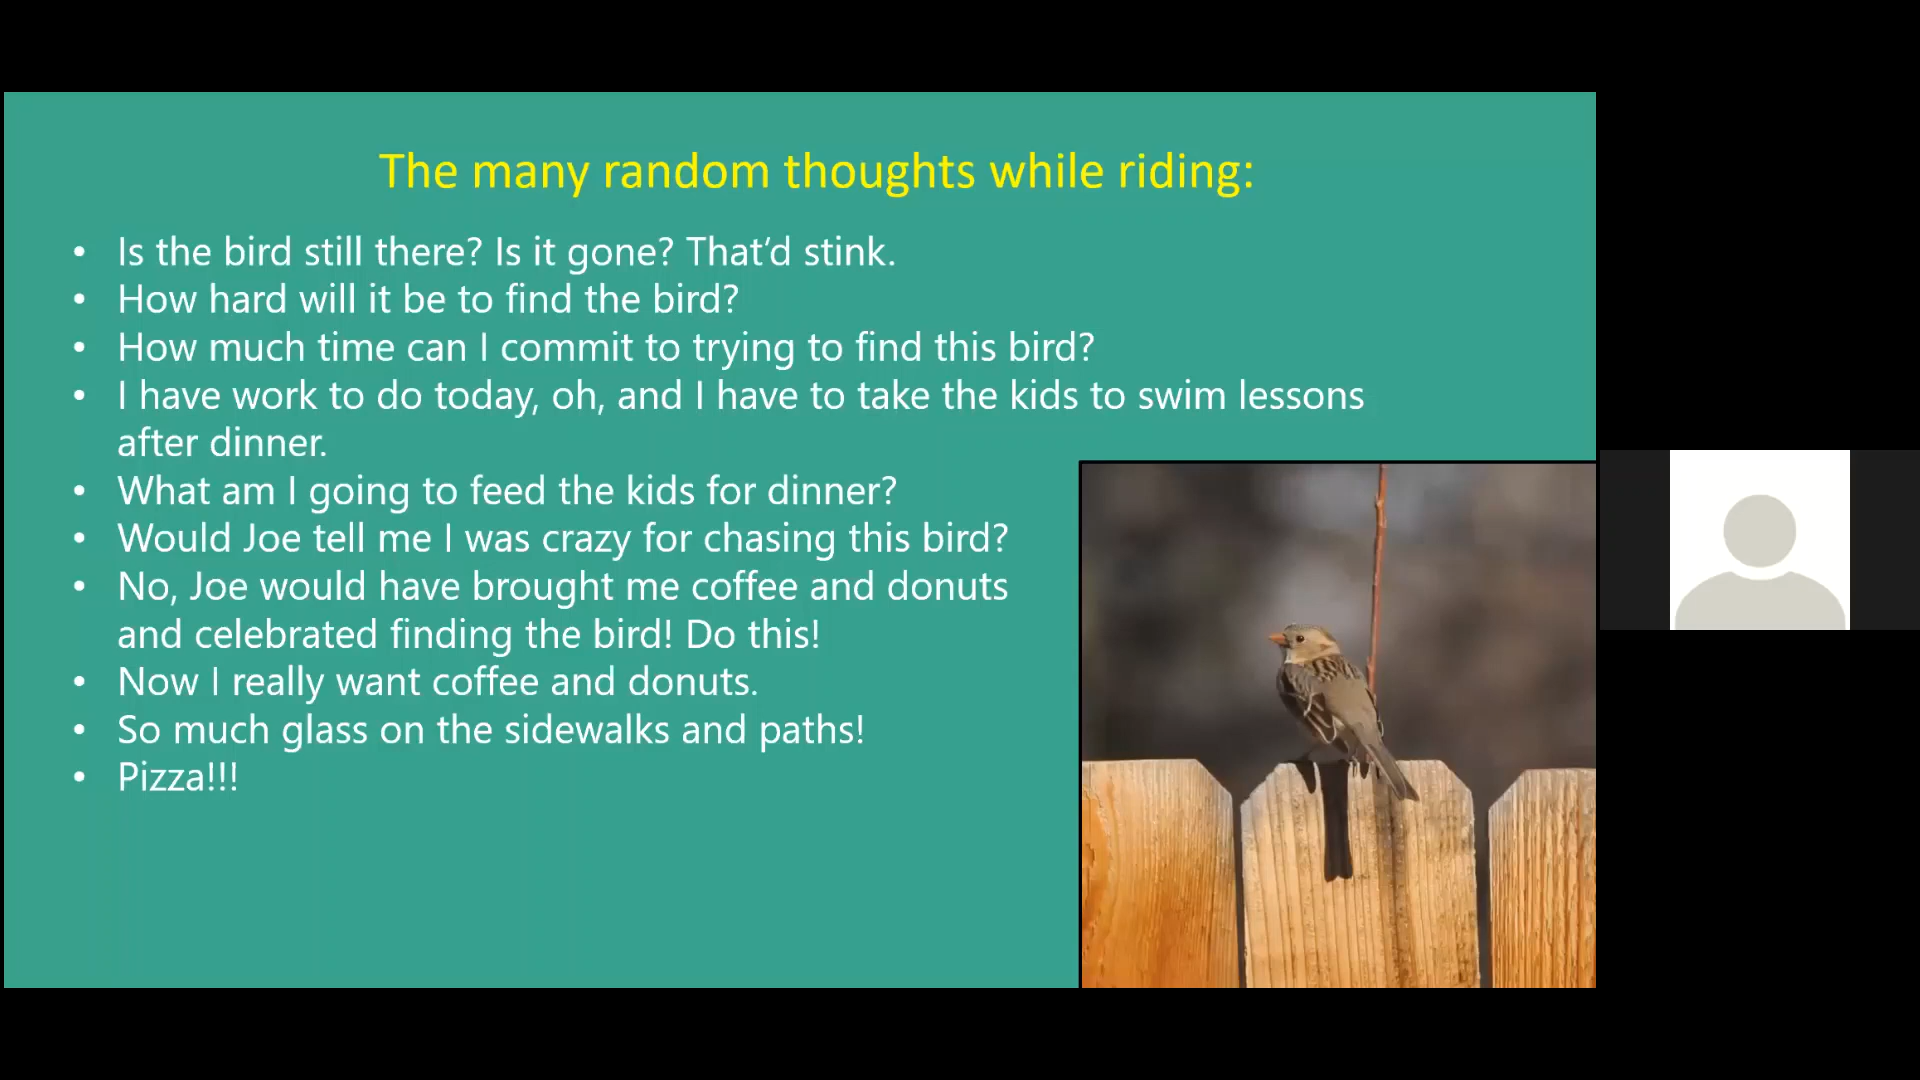 The many random thoughts while riding:
• Is the bird still there? Is it gone? That'd stink.
• How hard will it be to find the bird?
• How much time can I commit to trying to find this bird?
• I have work to do today, oh, and I have to take the kids to swim lessons
after dinner.
• What am I going to feed the kids for dinner?
• Would Joe tell me I was crazy for chasing this bird?
• No, Joe would have brought me coffee and donuts
and celebrated finding the bird! Do this!
• Now I really want coffee and donuts.
• So much glass on the sidewalks and paths!
• Pizza!!!